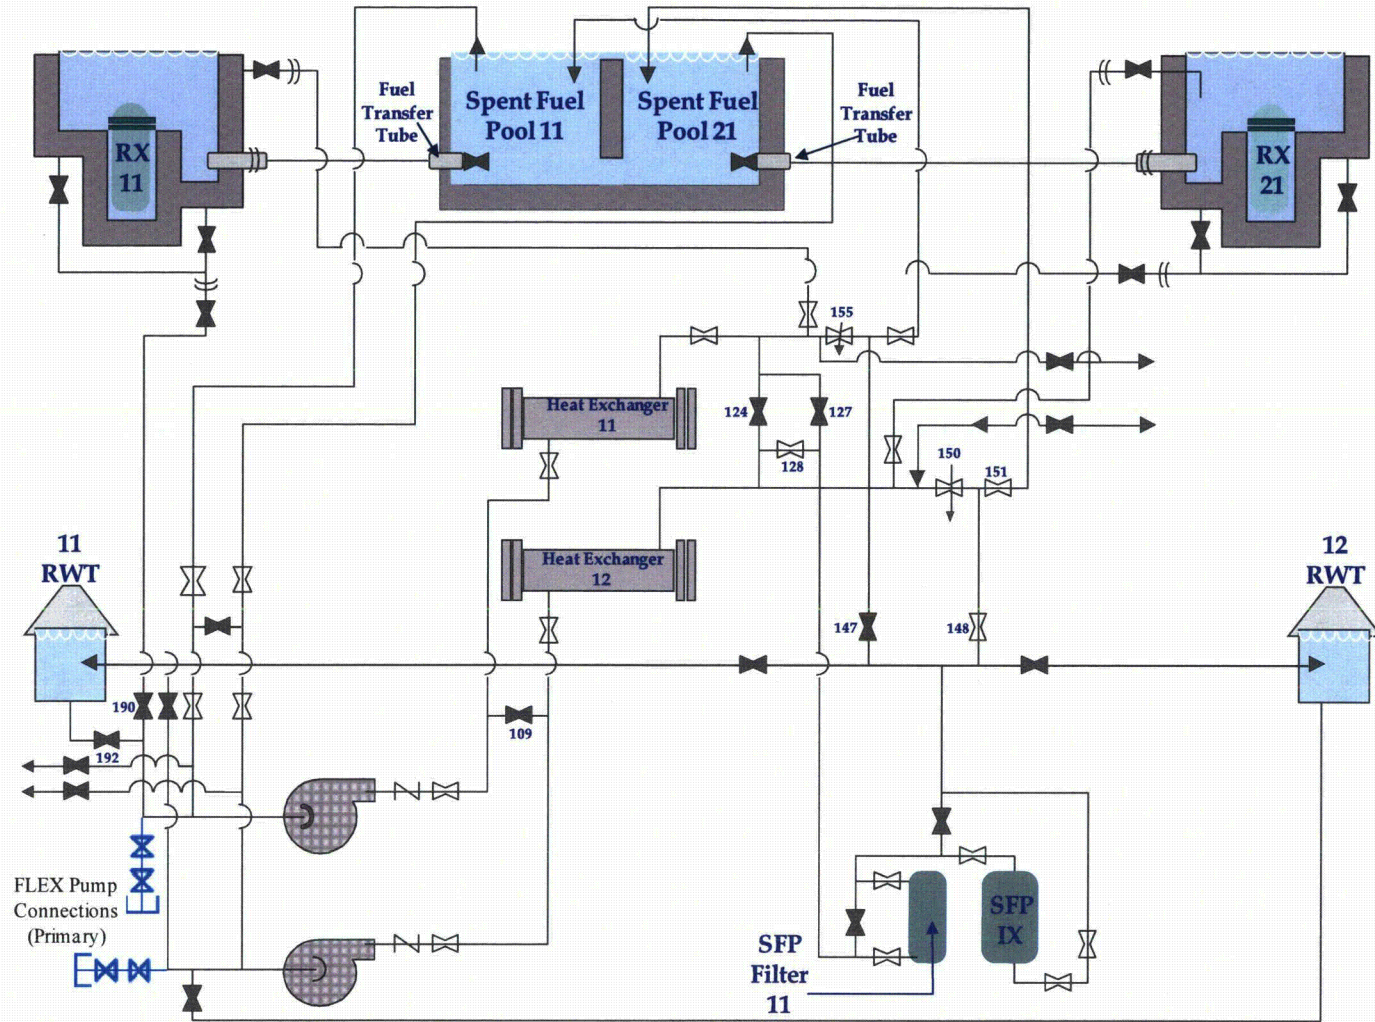 Fuel
Transfer
Tube
Spent Fuel
Pool 11
Spent Fuel
Pool 21
Fuel
Transfer
Tube
RX
11
RX
21
155
Heat Exchanger
11
124
127
128
150
151
11
RWT
Heat Exchanger
12
12
RWT
147
148
190
192
109
FLEX Pump
Connections
(Primary)
SFP
IX
SFP
Filter
11